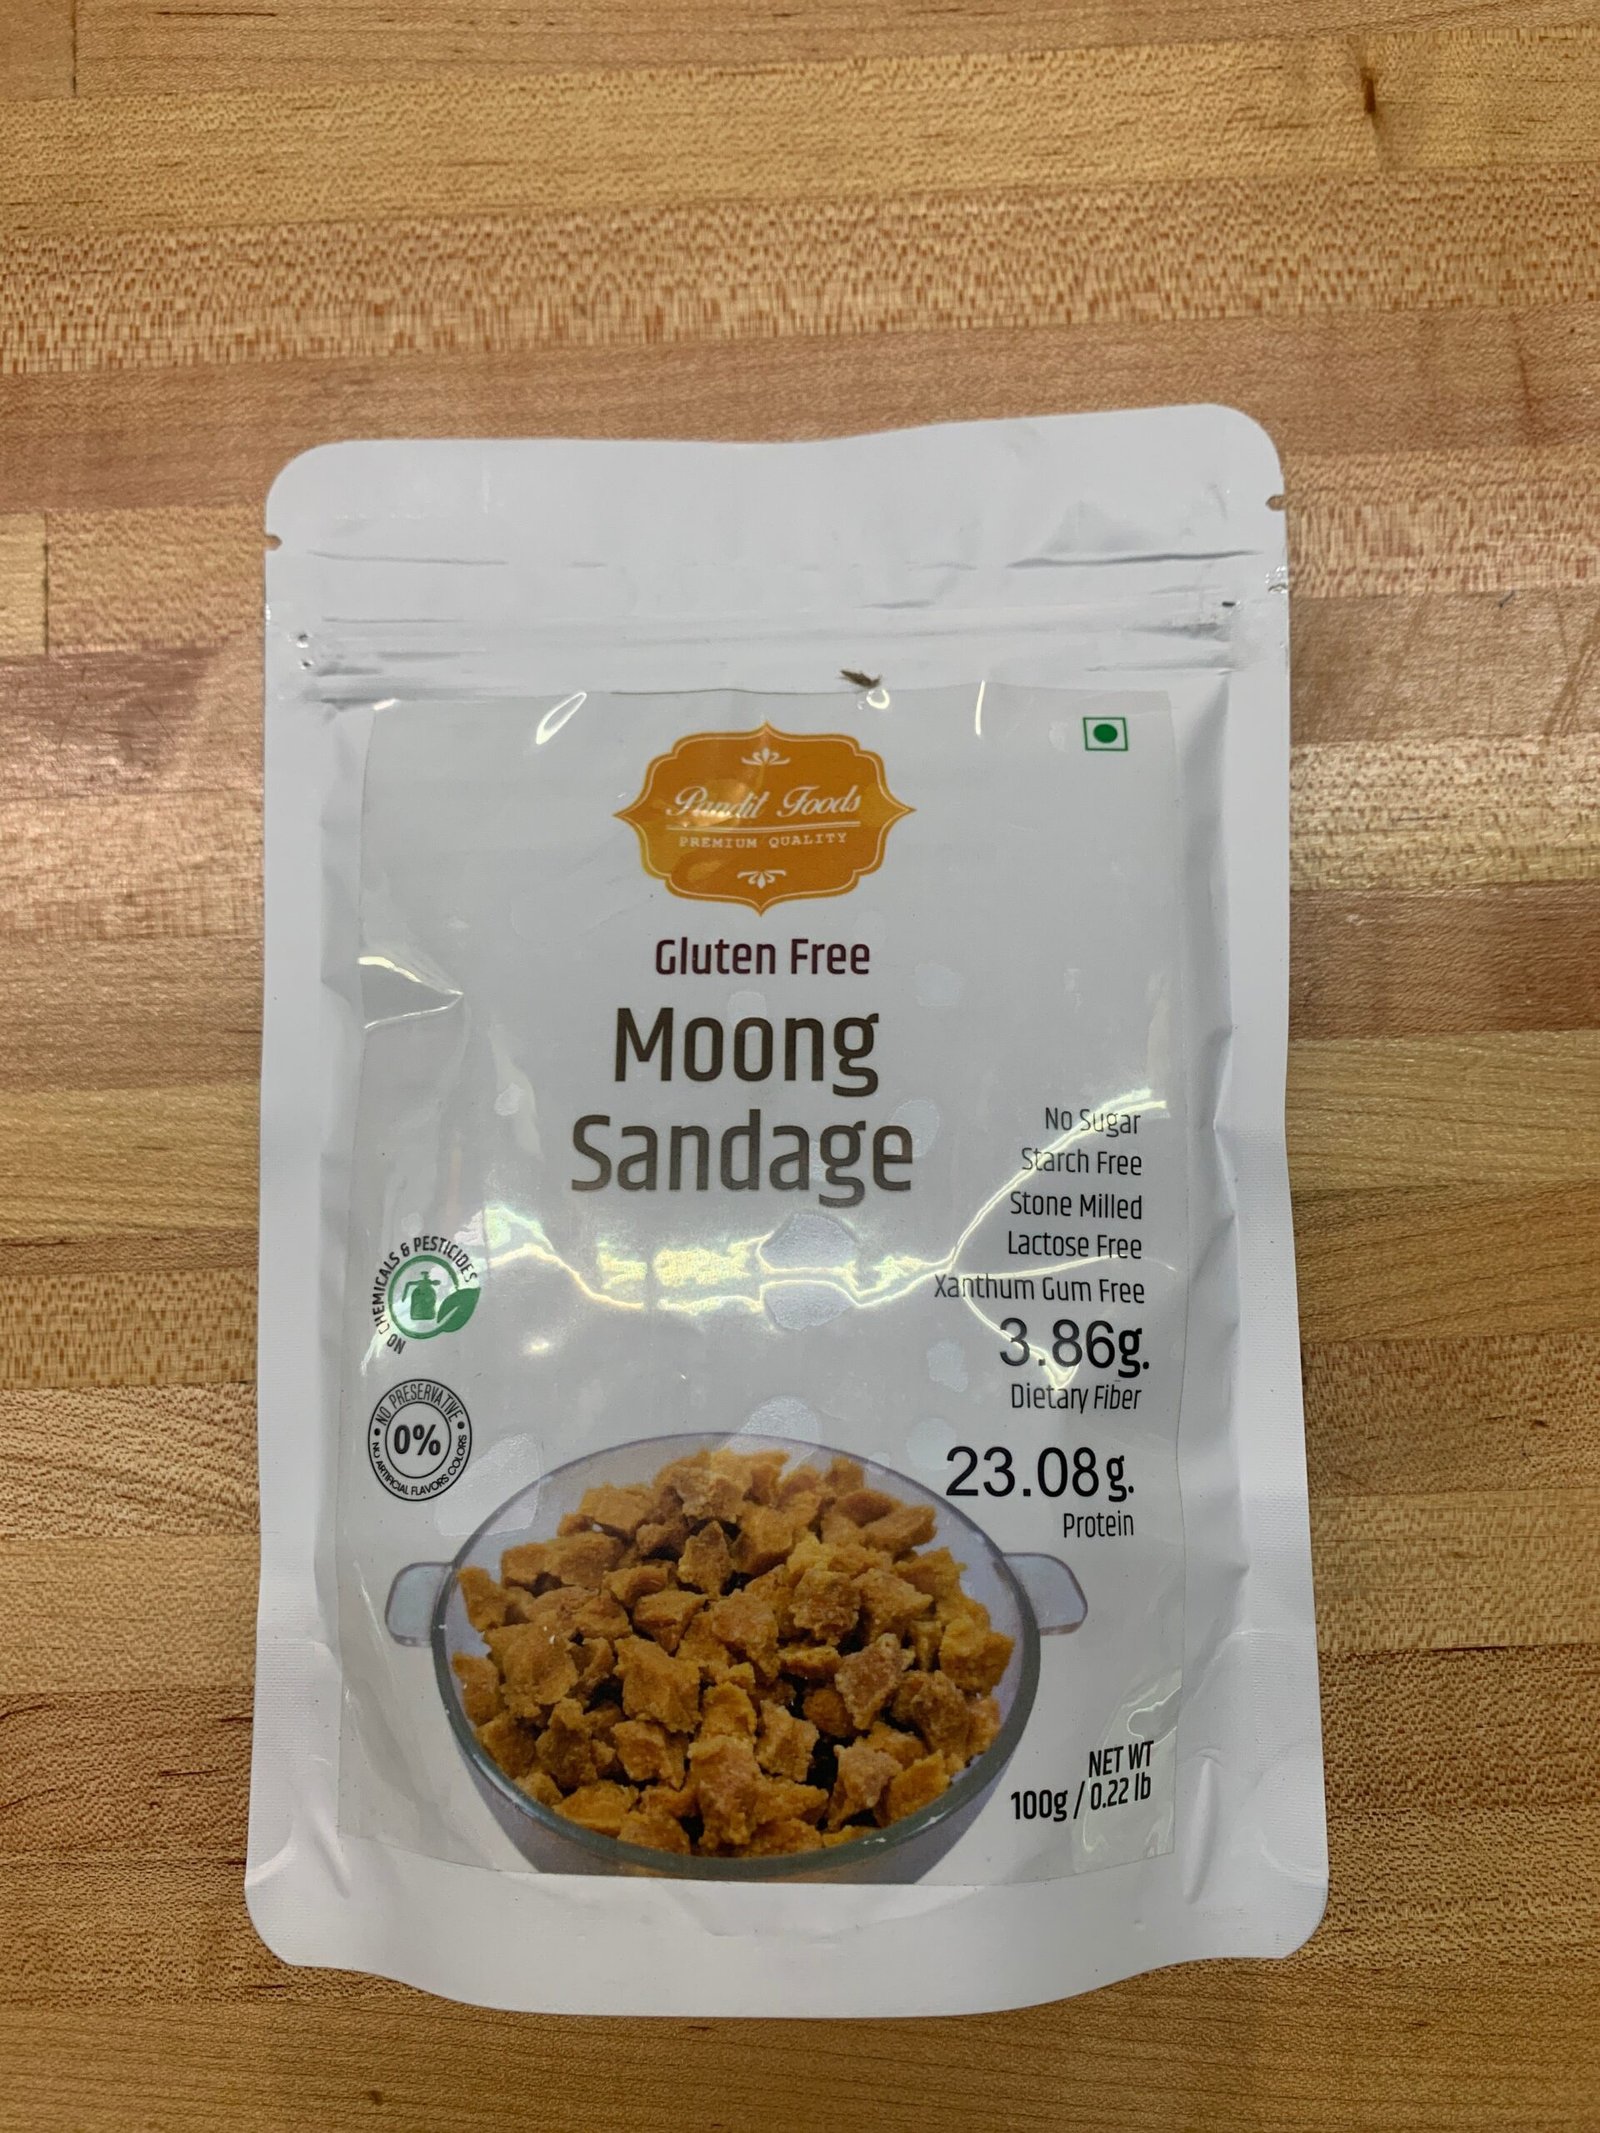 Pandit Foods
PREMIUM QUALITY
Gluten Free
Moong
Sandage
No Sugar
Starch Free
Stone Milled
Lactose Free
Xanthum Gum Free
3.86g.
Dietary Fiber
23.08g.
Protein
NO CHEMICALS & PESTICIDES
NO PRESERVATIVE
0%
NO ARTIFICIAL FLAVORS COLORS
NET WT
100g / 0.22 lb